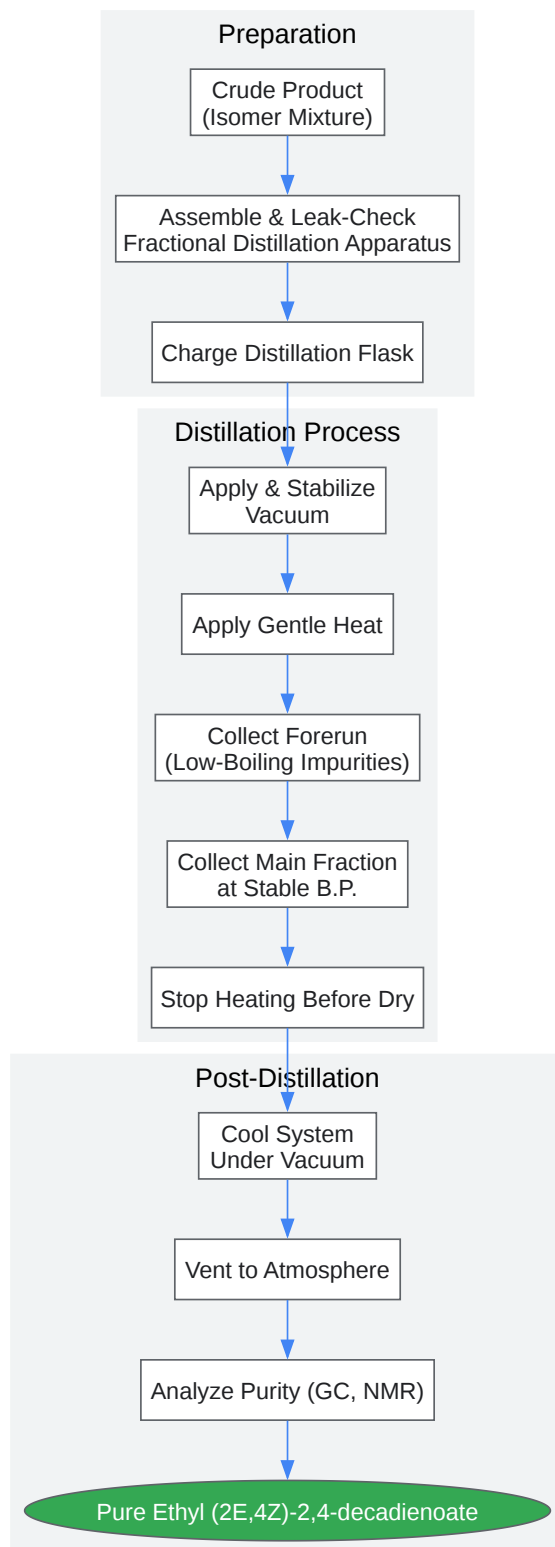 Preparation
Crude Product
(Isomer Mixture)
Assemble & Leak-Check
Fractional Distillation Apparatus
Charge Distillation Flask
Distillation Process
Apply & Stabilize
Vacuum
Apply Gentle Heat
Collect Forerun
(Low-Boiling Impurities)
Collect Main Fraction
at Stable B.P.
Stop Heating Before Dry
Post-Distillation
Cool System
Under Vacuum
Vent to Atmosphere
Analyze Purity (GC, NMR)
Pure Ethyl (2E,4Z)-2,4-decadienoate